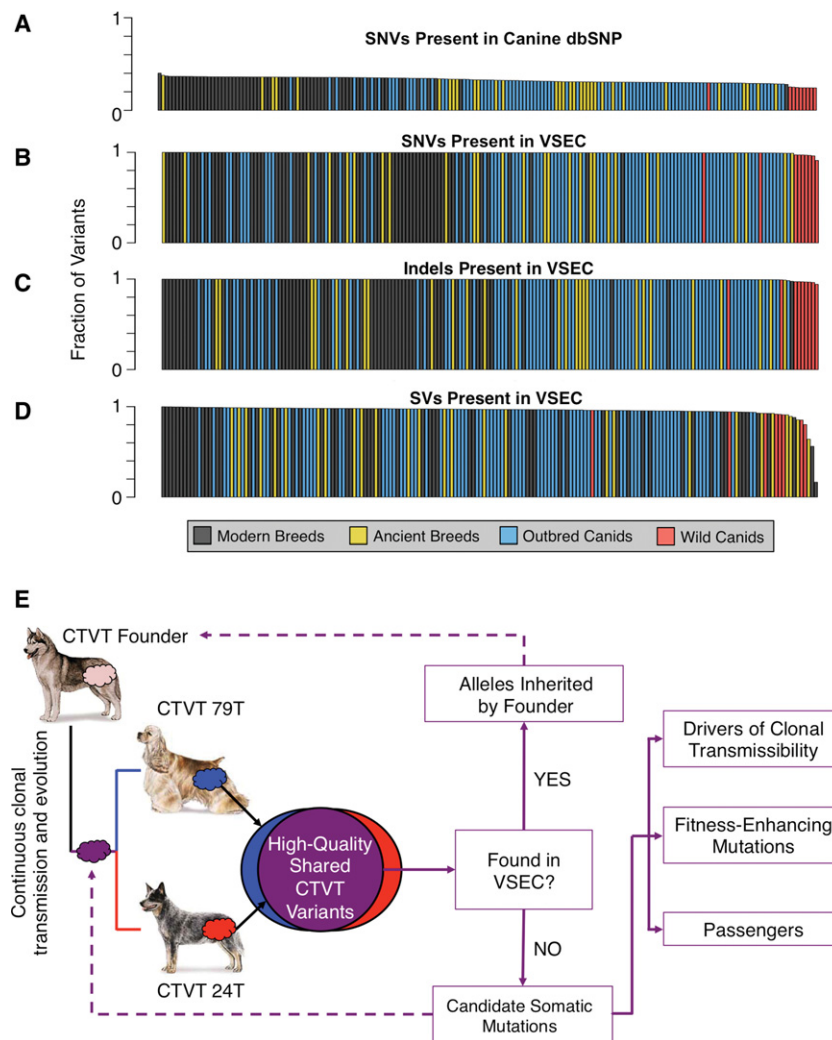 A
SNVs Present in Canine dbSNP
1
0
B
SNVs Present in VSEC
1
0
C
Indels Present in VSEC
1
0
D
SVs Present in VSEC
1
0
Fraction of Variants
Modern Breeds
Ancient Breeds
Outbred Canids
Wild Canids
E
CTVT Founder
CTVT 79T
CTVT 24T
Continuous clonal
transmission and evolution
High-Quality
Shared
CTVT
Variants
Found in
VSEC?
YES
NO
Alleles Inherited
by Founder
Candidate Somatic
Mutations
Drivers of Clonal
Transmissibility
Fitness-Enhancing
Mutations
Passengers